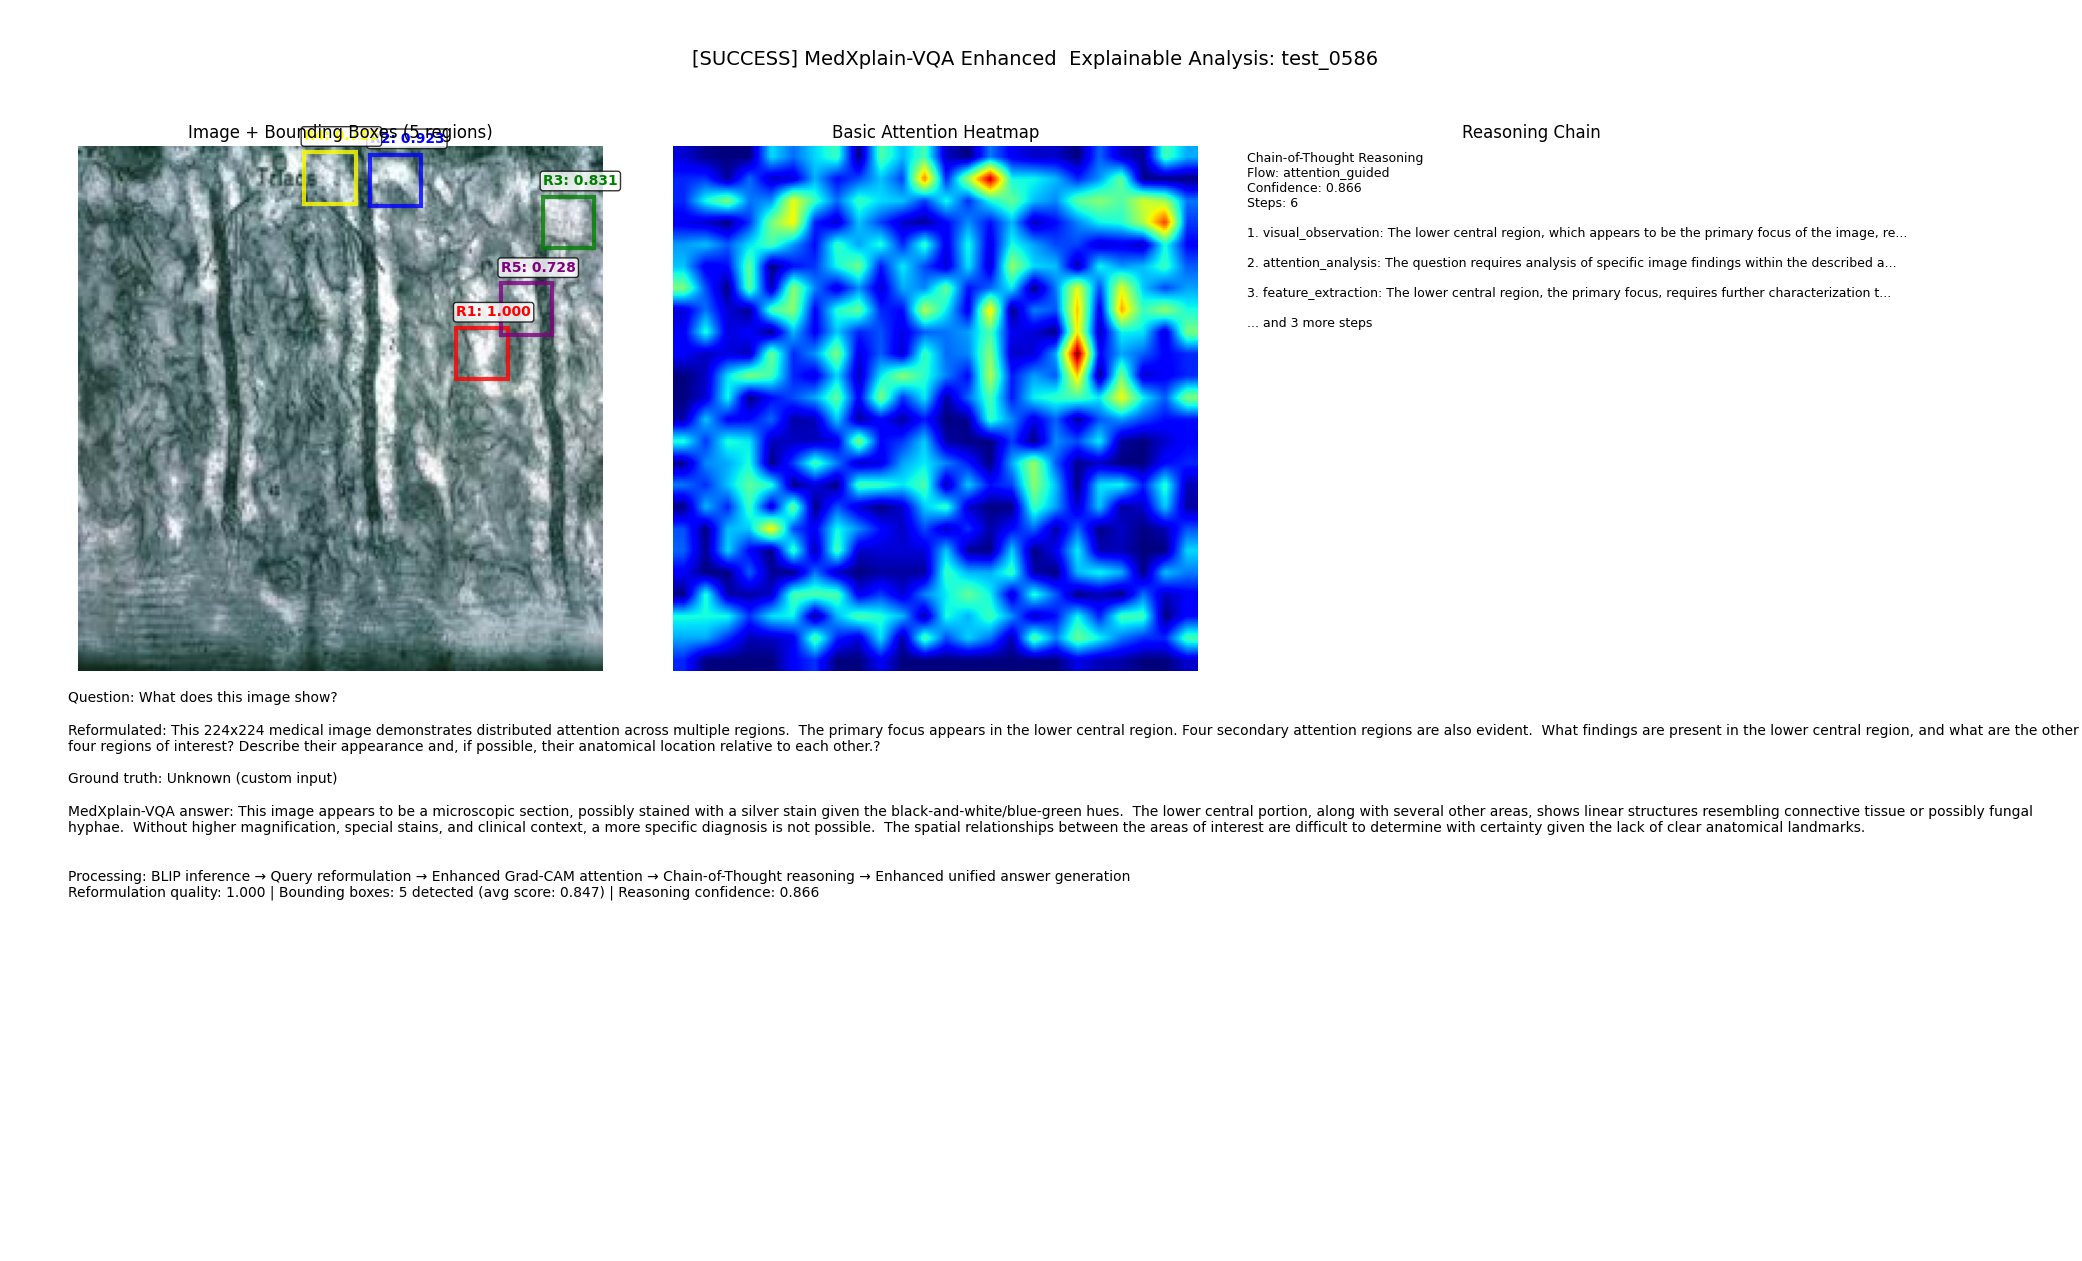 [SUCCESS] MedXplain-VQA Enhanced  Explainable Analysis: test_0586
Image + Bounding Boxes (5 regions)
2: 0.923
Triads
R3: 0.831
R5: 0.728
R1: 1.000
Basic Attention Heatmap
Reasoning Chain
Chain-of-Thought Reasoning
Flow: attention_guided
Confidence: 0.866
Steps: 6
1. visual_observation: The lower central region, which appears to be the primary focus of the image, re...
2. attention_analysis: The question requires analysis of specific image findings within the described a...
3. feature_extraction: The lower central region, the primary focus, requires further characterization t...
... and 3 more steps
Question: What does this image show?
Reformulated: This 224x224 medical image demonstrates distributed attention across multiple regions.  The primary focus appears in the lower central region. Four secondary attention regions are also evident.  What findings are present in the lower central region, and what are the other
four regions of interest? Describe their appearance and, if possible, their anatomical location relative to each other.?
Ground truth: Unknown (custom input)
MedXplain-VQA answer: This image appears to be a microscopic section, possibly stained with a silver stain given the black-and-white/blue-green hues.  The lower central portion, along with several other areas, shows linear structures resembling connective tissue or possibly fungal
hyphae.  Without higher magnification, special stains, and clinical context, a more specific diagnosis is not possible.  The spatial relationships between the areas of interest are difficult to determine with certainty given the lack of clear anatomical landmarks.
Processing: BLIP inference → Query reformulation → Enhanced Grad-CAM attention → Chain-of-Thought reasoning → Enhanced unified answer generation
Reformulation quality: 1.000 | Bounding boxes: 5 detected (avg score: 0.847) | Reasoning confidence: 0.866